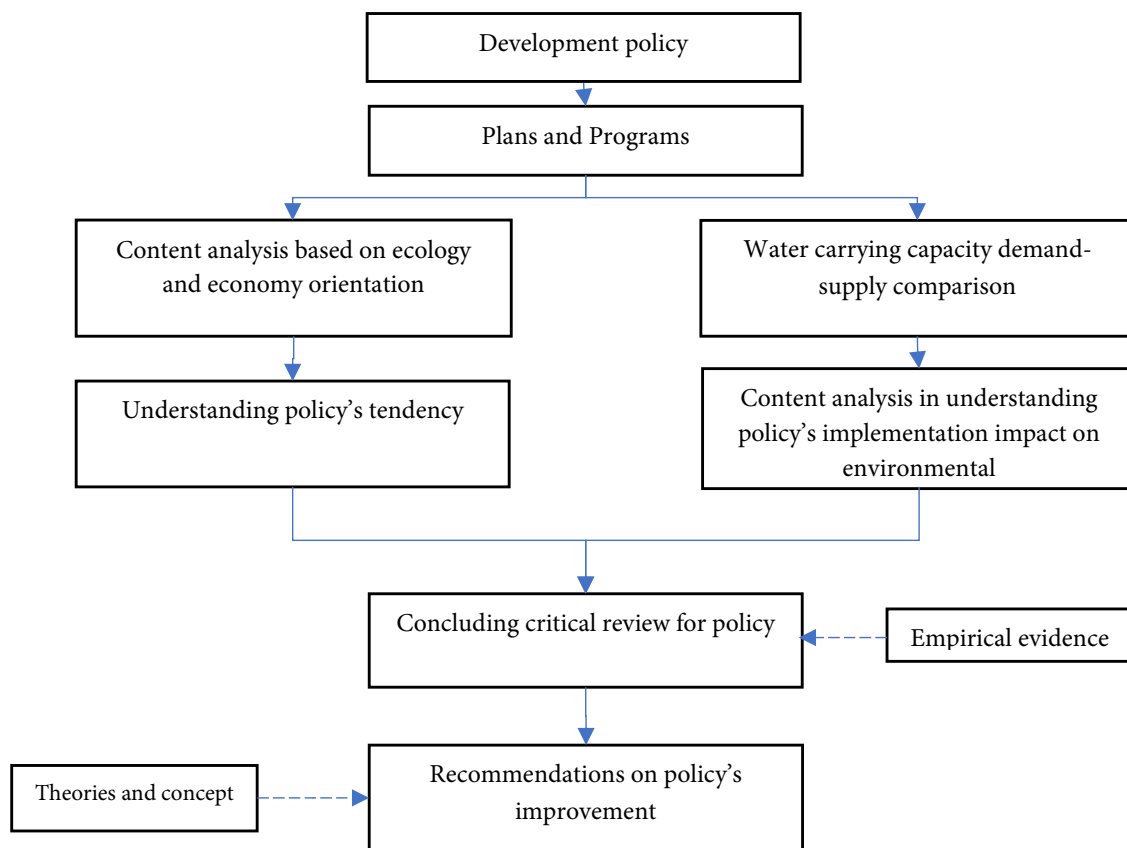 Development policy
Plans and Programs
Content analysis based on ecology
and economy orientation
Water carrying capacity demand-
supply comparison
Understanding policy’s tendency
Content analysis in understanding
policy’s implementation impact on
environmental
Concluding critical review for policy
Empirical evidence
Recommendations on policy’s
improvement
Theories and concept